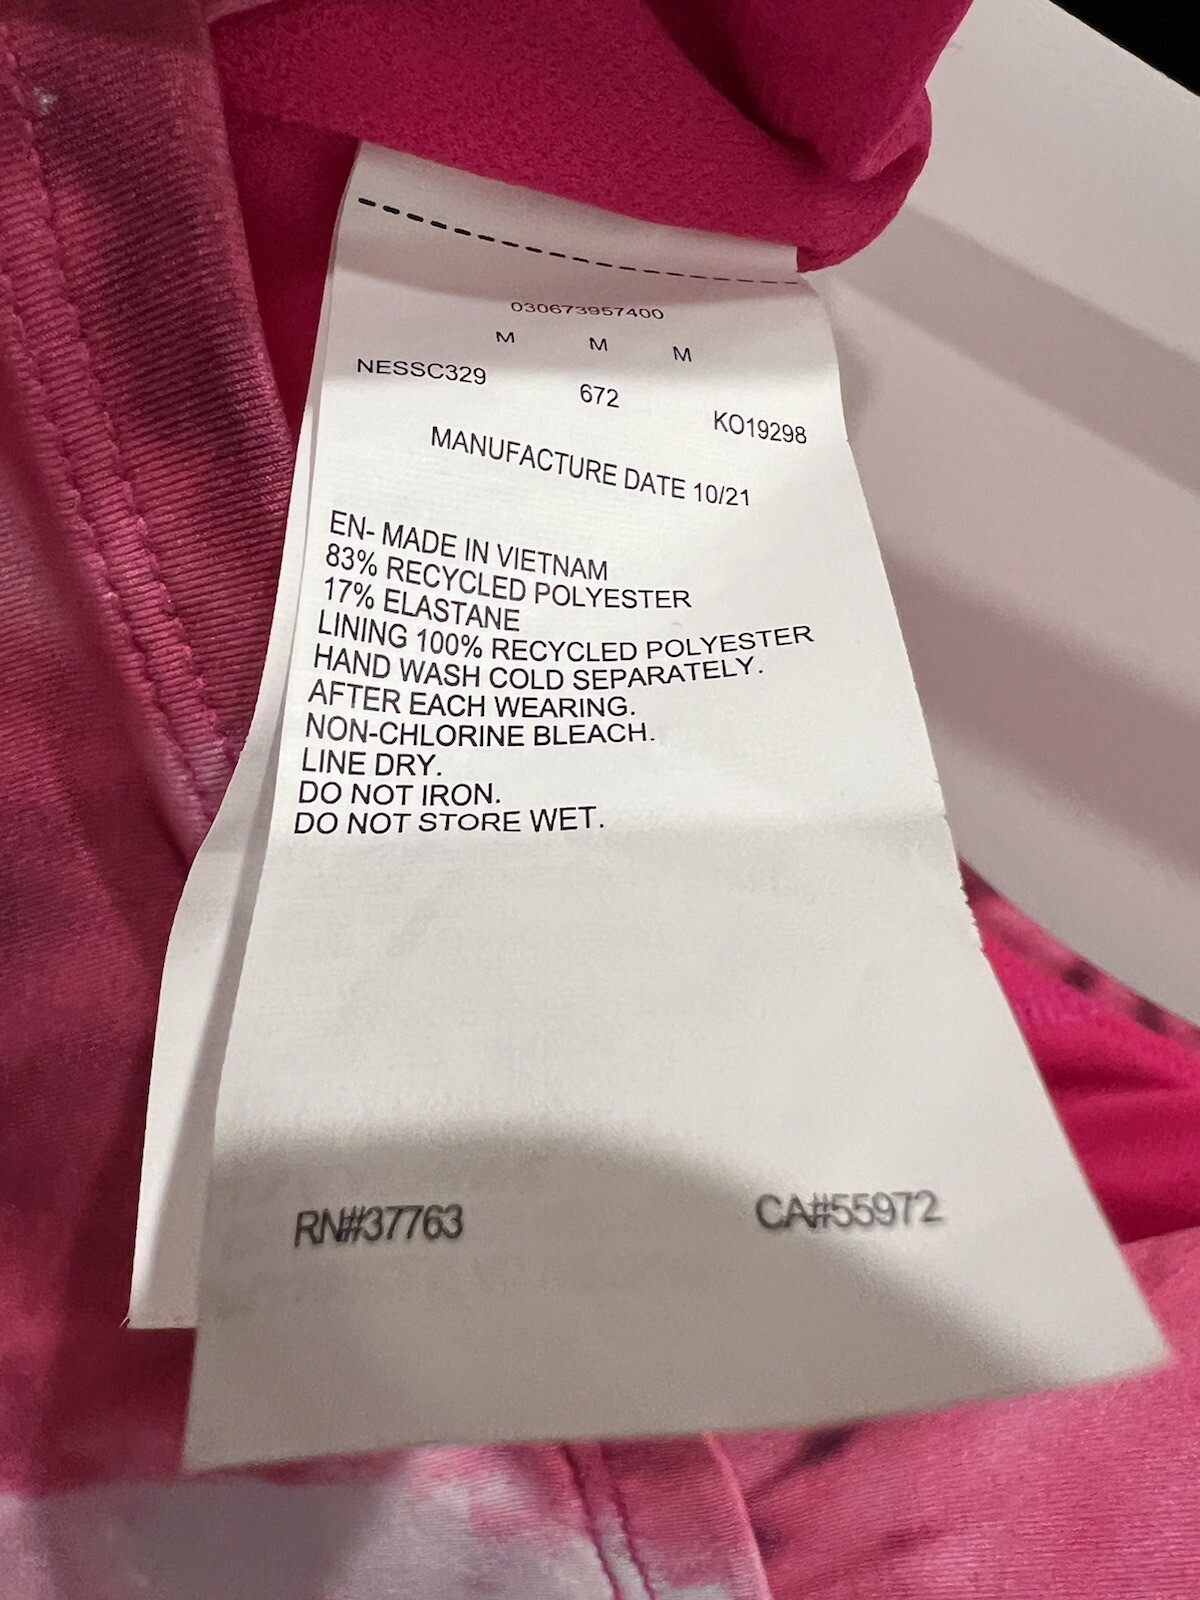 030673957400
M M M
NESSC329 672 KO19298
MANUFACTURE DATE 10/21
EN- MADE IN VIETNAM
83% RECYCLED POLYESTER
17% ELASTANE
LINING 100% RECYCLED POLYESTER
HAND WASH COLD SEPARATELY.
AFTER EACH WEARING.
NON-CHLORINE BLEACH.
LINE DRY.
DO NOT IRON.
DO NOT STORE WET.
RN#37763 CA#55972